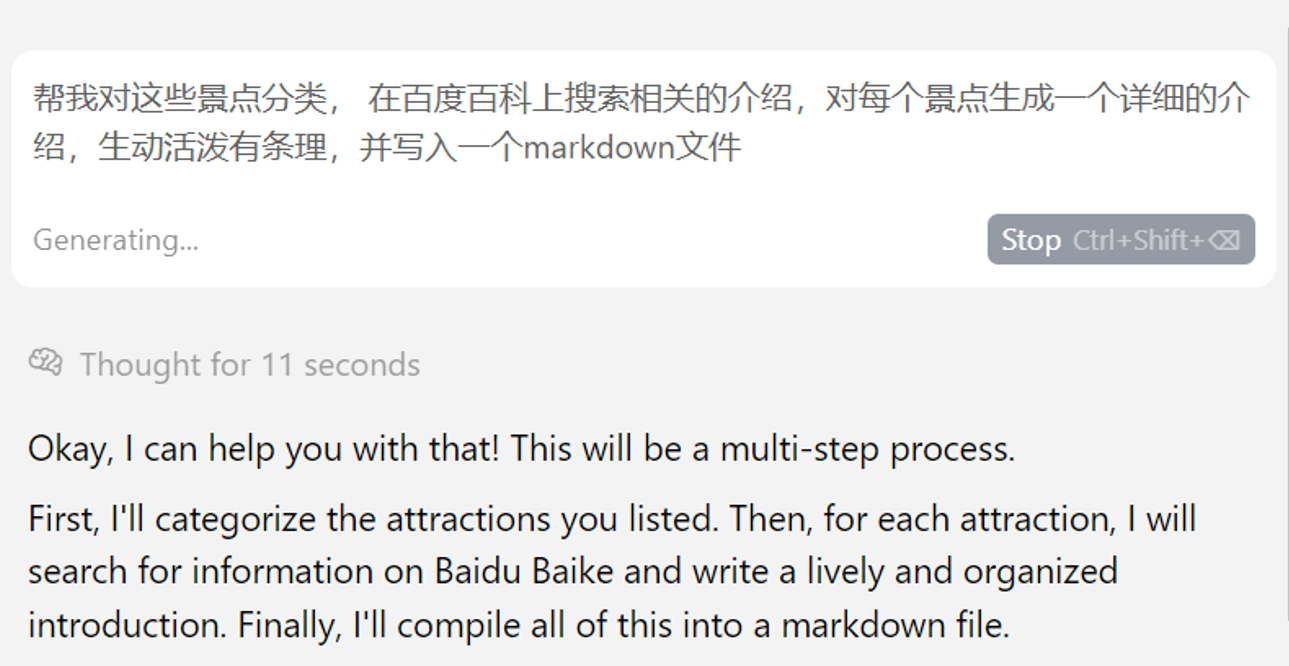 帮我对这些景点分类， 在百度百科上搜索相关的介绍，对每个景点生成一个详细的介
绍，生动活泼有条理，并写入一个markdown文件
Generating...
Stop Ctrl+Shift+⌫
Thought for 11 seconds
Okay, I can help you with that! This will be a multi-step process.
First, I'll categorize the attractions you listed. Then, for each attraction, I will
search for information on Baidu Baike and write a lively and organized
introduction. Finally, I'll compile all of this into a markdown file.